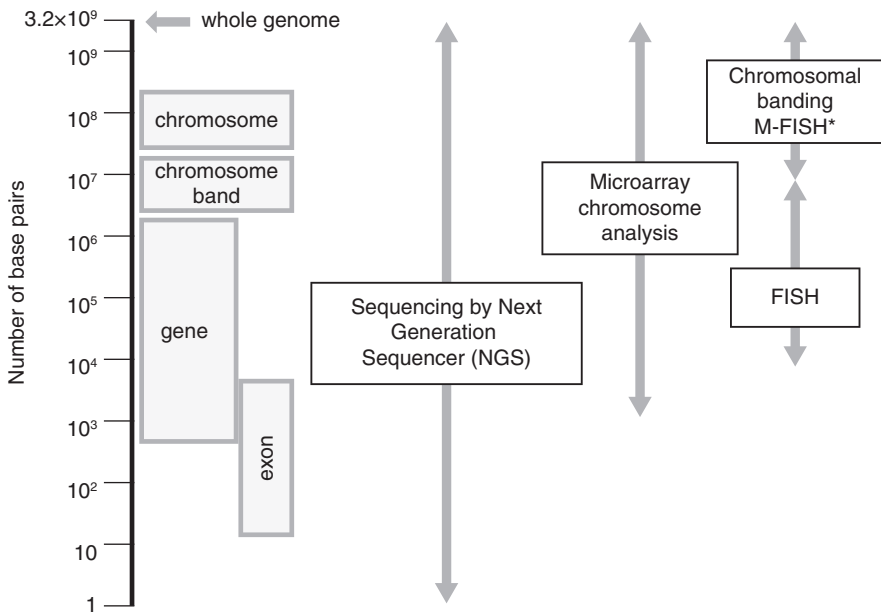 3.2×10⁹
whole genome
10⁹
10⁸
10⁷
10⁶
10⁵
10⁴
10³
10²
10
1
Number of base pairs
chromosome
chromosome
band
gene
exon
Sequencing by Next
Generation
Sequencer (NGS)
Microarray
chromosome
analysis
Chromosomal
banding
M-FISH*
FISH